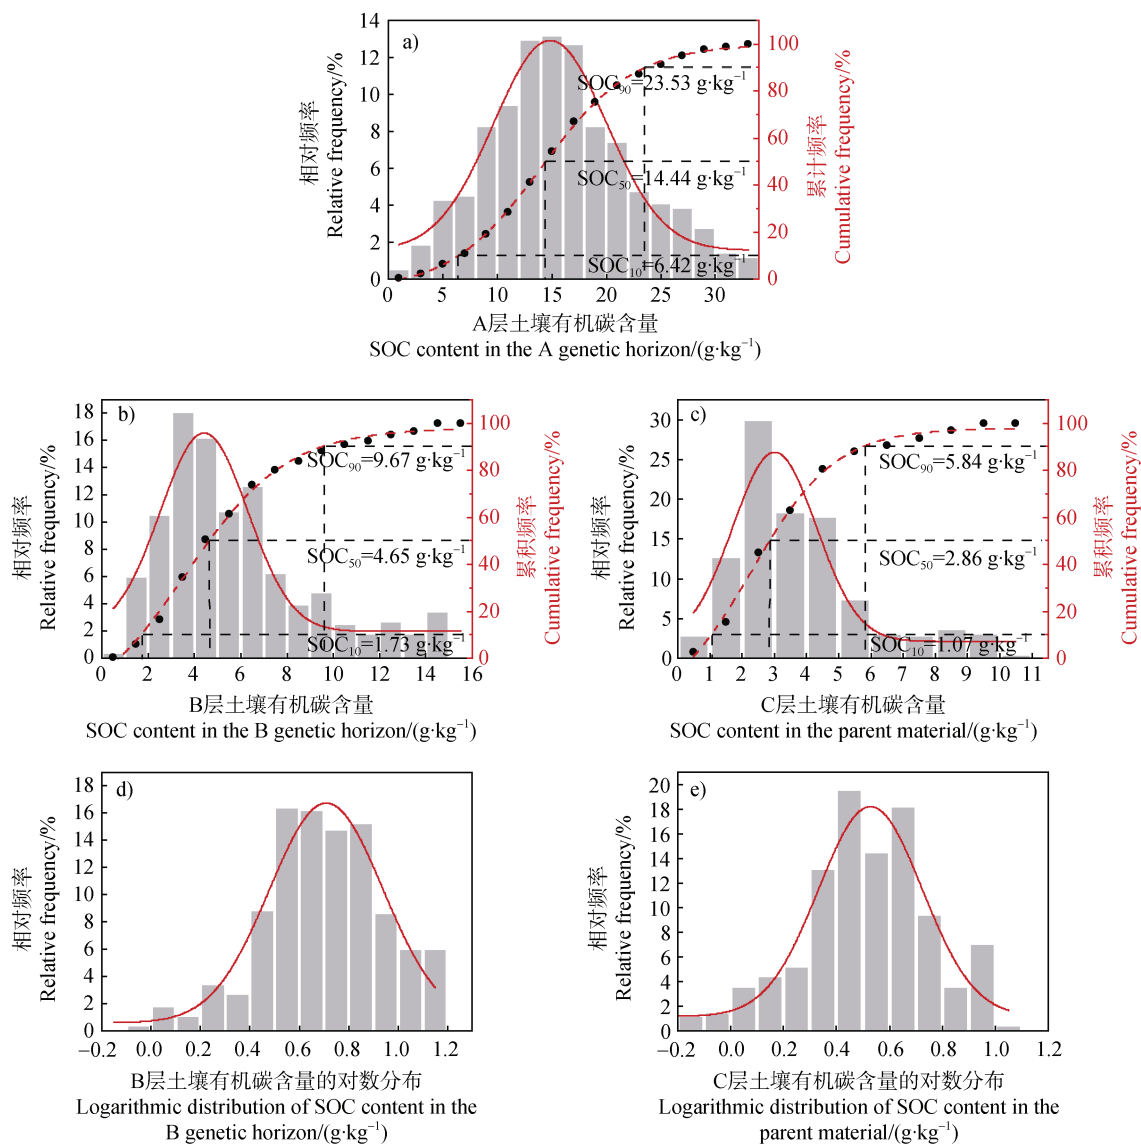 a)
14
12
10
8
6
4
2
0
相对频率
Relative frequency/%
100
80
60
40
20
0
累计频率
Cumulative frequency/%
SOC90=23.53 g·kg−1
SOC50=14.44 g·kg−1
SOC10=6.42 g·kg−1
0 5 10 15 20 25 30
A层土壤有机碳含量
SOC content in the A genetic horizon/(g·kg−1)
b)
18
16
14
12
10
8
6
4
2
0
相对频率
Relative frequency/%
100
80
60
40
20
0
累积频率
Cumulative frequency/%
SOC90=9.67 g·kg−1
SOC50=4.65 g·kg−1
SOC10=1.73 g·kg−1
0 2 4 6 8 10 12 14 16
B层土壤有机碳含量
SOC content in the B genetic horizon/(g·kg−1)
c)
30
25
20
15
10
5
0
相对频率
Relative frequency/%
100
80
60
40
20
0
累积频率
Cumulative frequency/%
SOC90=5.84 g·kg−1
SOC50=2.86 g·kg−1
SOC10=1.07 g·kg−1
0 1 2 3 4 5 6 7 8 9 10 11
C层土壤有机碳含量
SOC content in the parent material/(g·kg−1)
d)
18
16
14
12
10
8
6
4
2
0
相对频率
Relative frequency/%
−0.2 0.0 0.2 0.4 0.6 0.8 1.0 1.2
B层土壤有机碳含量的对数分布
Logarithmic distribution of SOC content in the
B genetic horizon/(g·kg−1)
e)
20
18
16
14
12
10
8
6
4
2
0
相对频率
Relative frequency/%
−0.2 0.0 0.2 0.4 0.6 0.8 1.0 1.2
C层土壤有机碳含量的对数分布
Logarithmic distribution of SOC content in the
parent material/(g·kg−1)